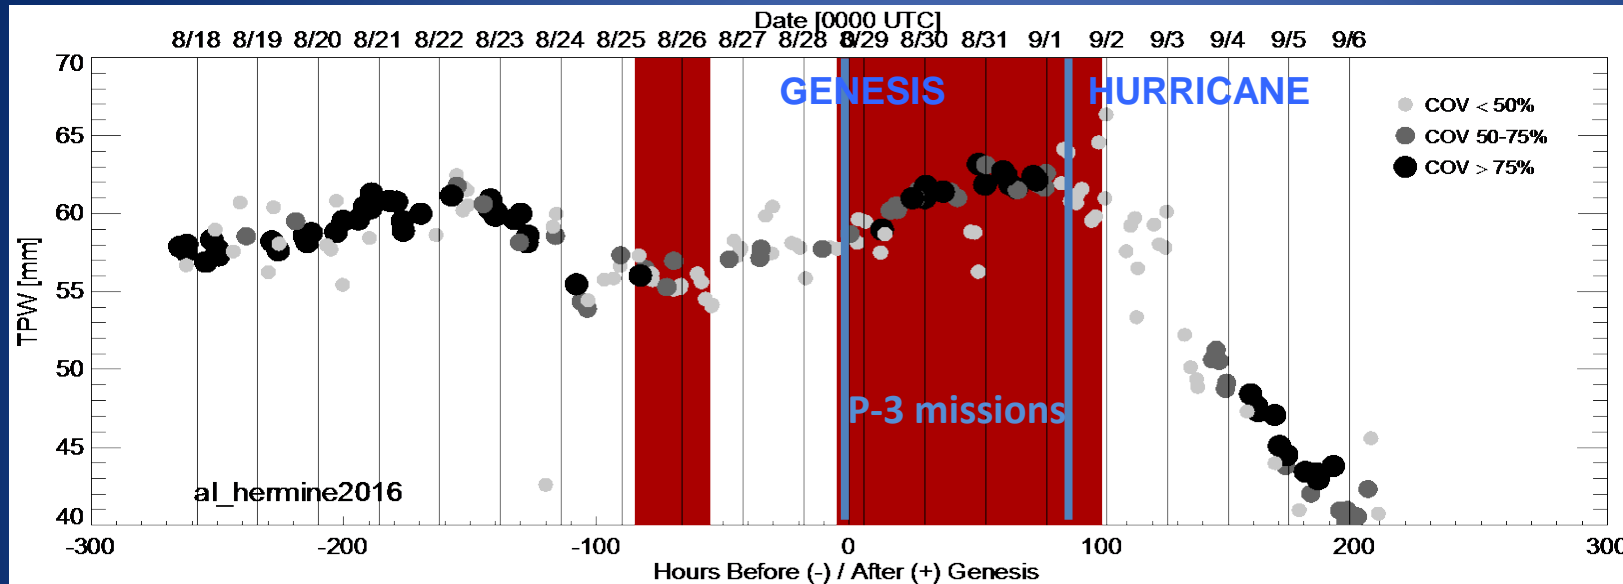 Date [0000 UTC]
8/18 8/19 8/20 8/21 8/22 8/23 8/24 8/25 8/26 8/27 8/28 0 8/29 8/30 8/31 9/1 9/2 9/3 9/4 9/5 9/6
70
GENESIS HURRICANE
COV < 50%
65
COV 50-75%
COV > 75%
60
TPW [mm]
55
50
P-3 missions
45
al_hermine2016
40
-300 -200 -100 0 100 200 300
Hours Before (-) / After (+) Genesis